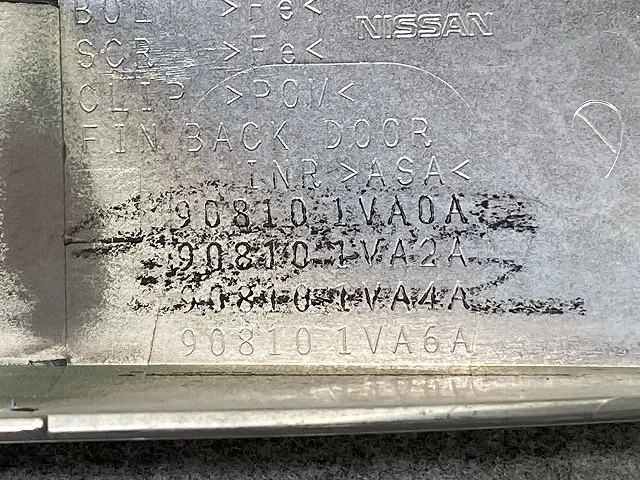 BOLT >Fe< NISSAN
SCR >Fe<
CLIP >POM<
FIN BACK DOOR
INR >ASA<
90810 1VA0A
90810 1VA2A
90810 1VA4A
90810 1VA6A